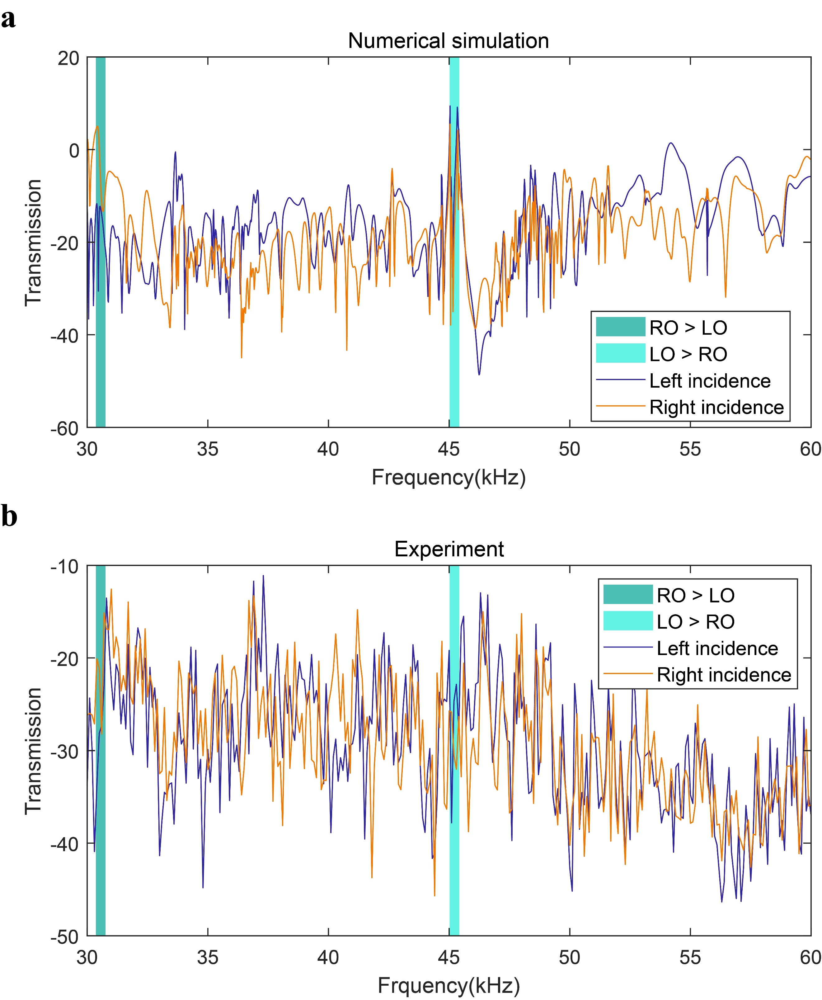 a
Numerical simulation
20
0
-20
-40
-60
Transmission
RO > LO
LO > RO
Left incidence
Right incidence
30 35 40 45 50 55 60
Frequency(kHz)
b
Experiment
-10
-20
-30
-40
-50
Transmission
RO > LO
LO > RO
Left incidence
Right incidence
30 35 40 45 50 55 60
Frquency(kHz)